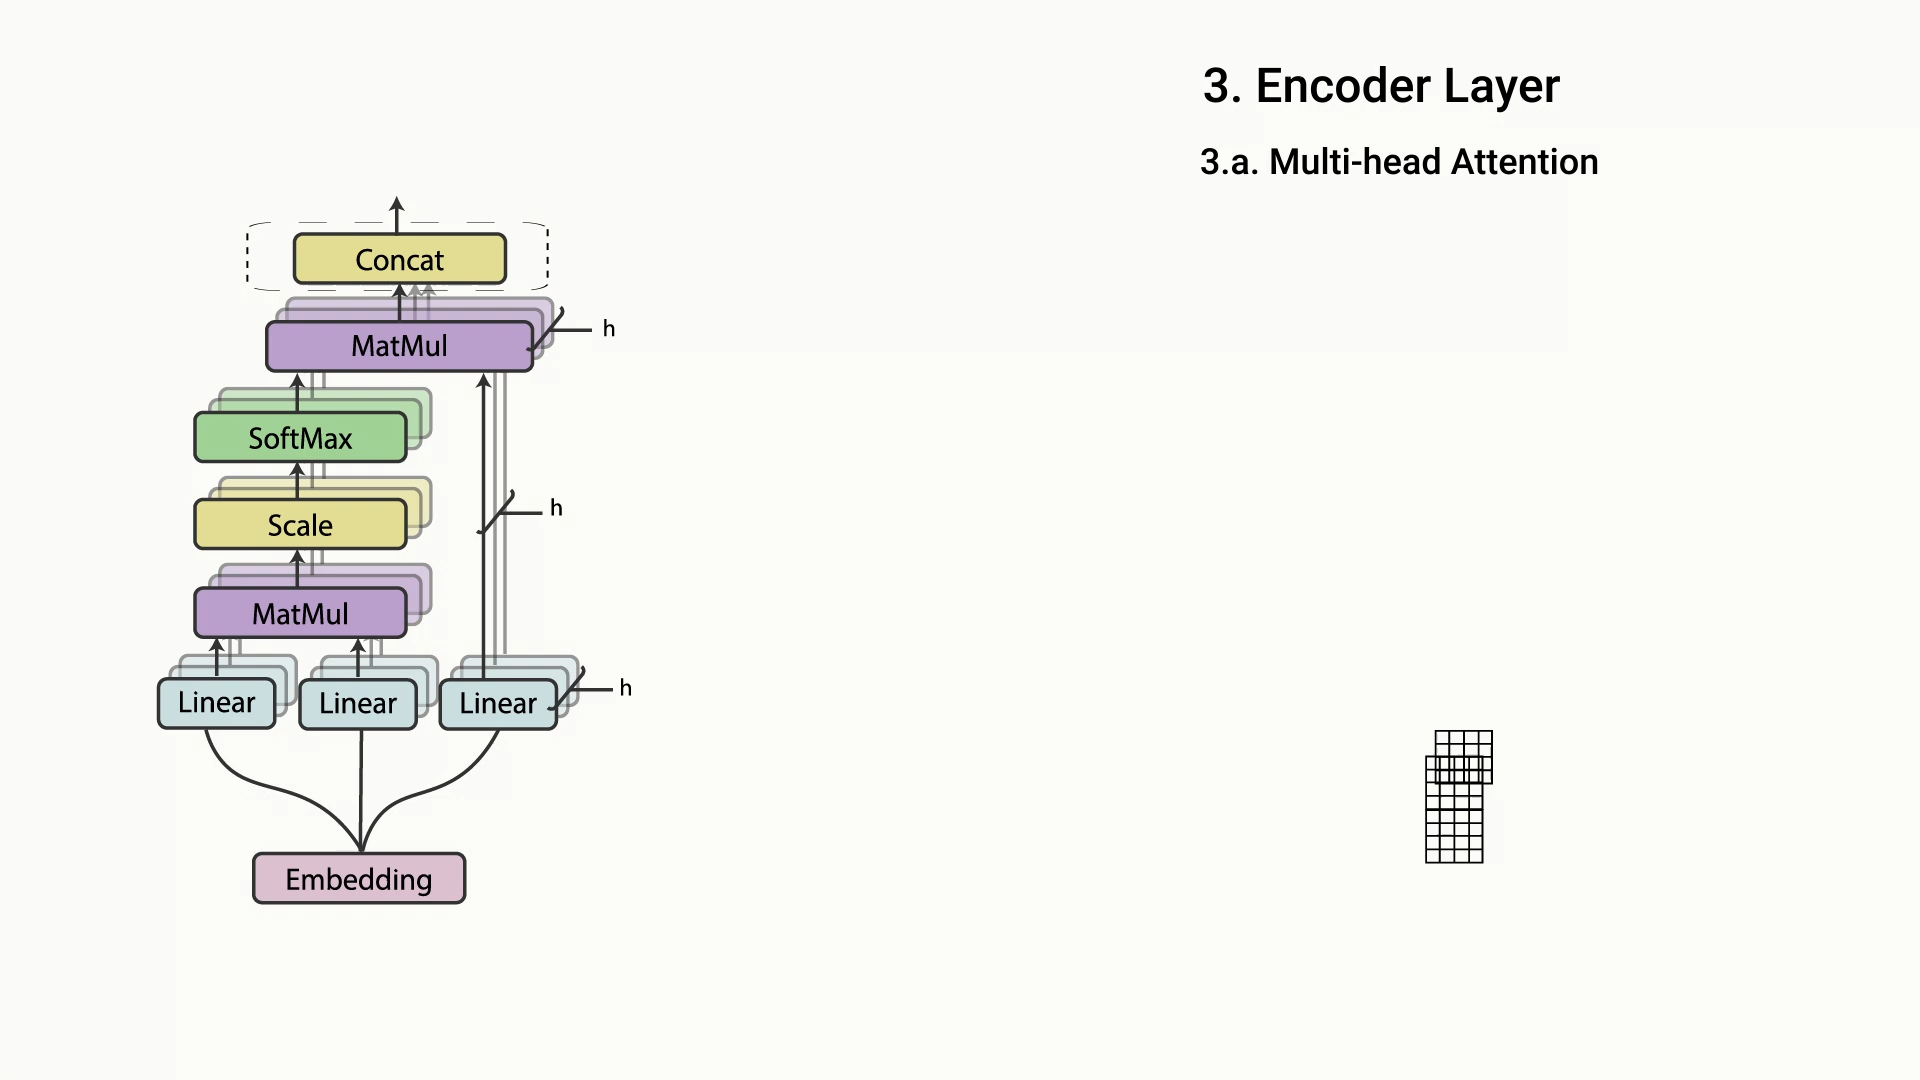 3. Encoder Layer
3.a. Multi-head Attention
Concat
MatMul
h
SoftMax
Scale
h
MatMul
Linear
Linear
Linear
h
Embedding